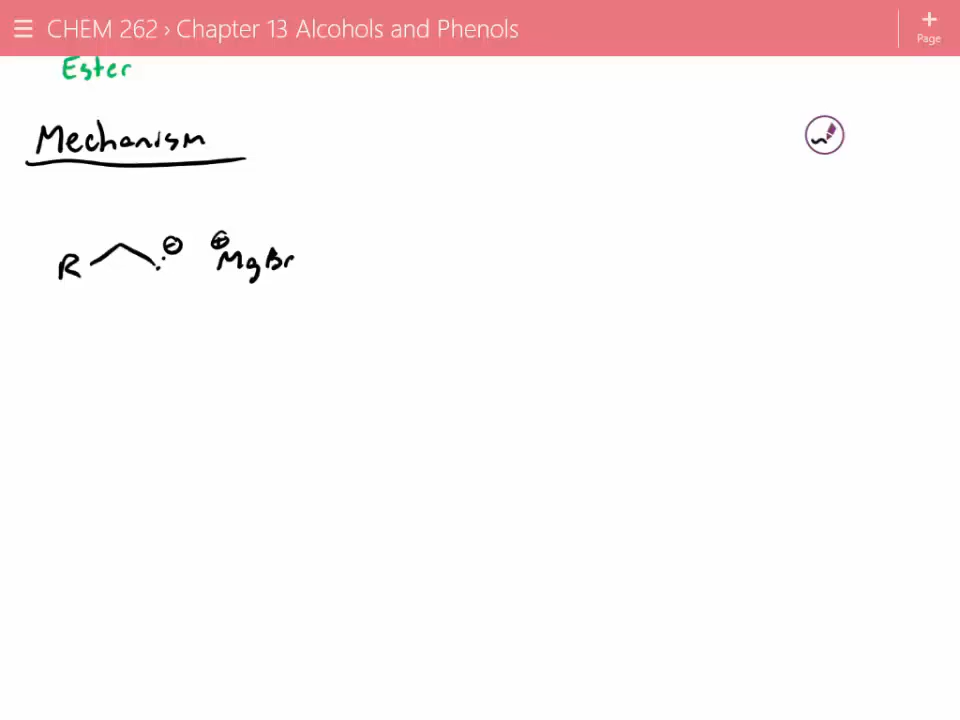 CHEM 262 › Chapter 13 Alcohols and Phenols
Page
Ester
Mechanism
R ⊖ ⊕MgBr